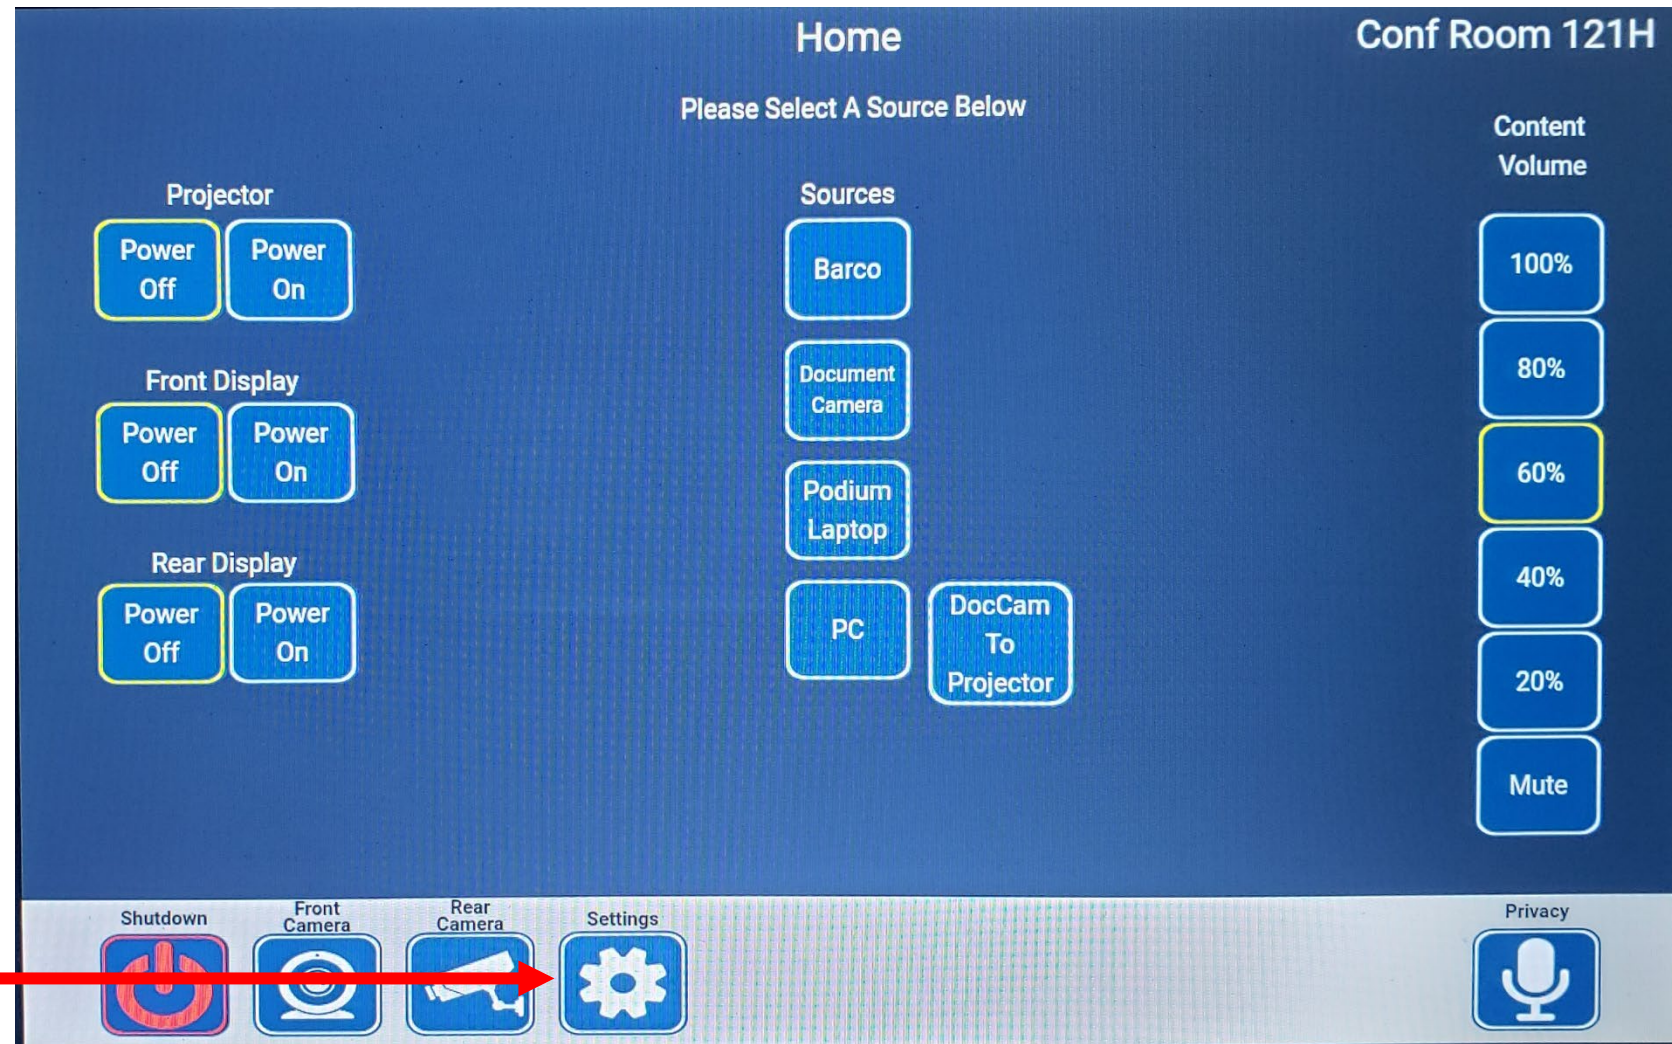 Home
Conf Room 121H
Please Select A Source Below
Content
Volume
Projector
Power
Off
Power
On
Front Display
Power
Off
Power
On
Rear Display
Power
Off
Power
On
Sources
Barco
Document
Camera
Podium
Laptop
PC
DocCam
To
Projector
100%
80%
60%
40%
20%
Mute
Shutdown
Front
Camera
Rear
Camera
Settings
Privacy